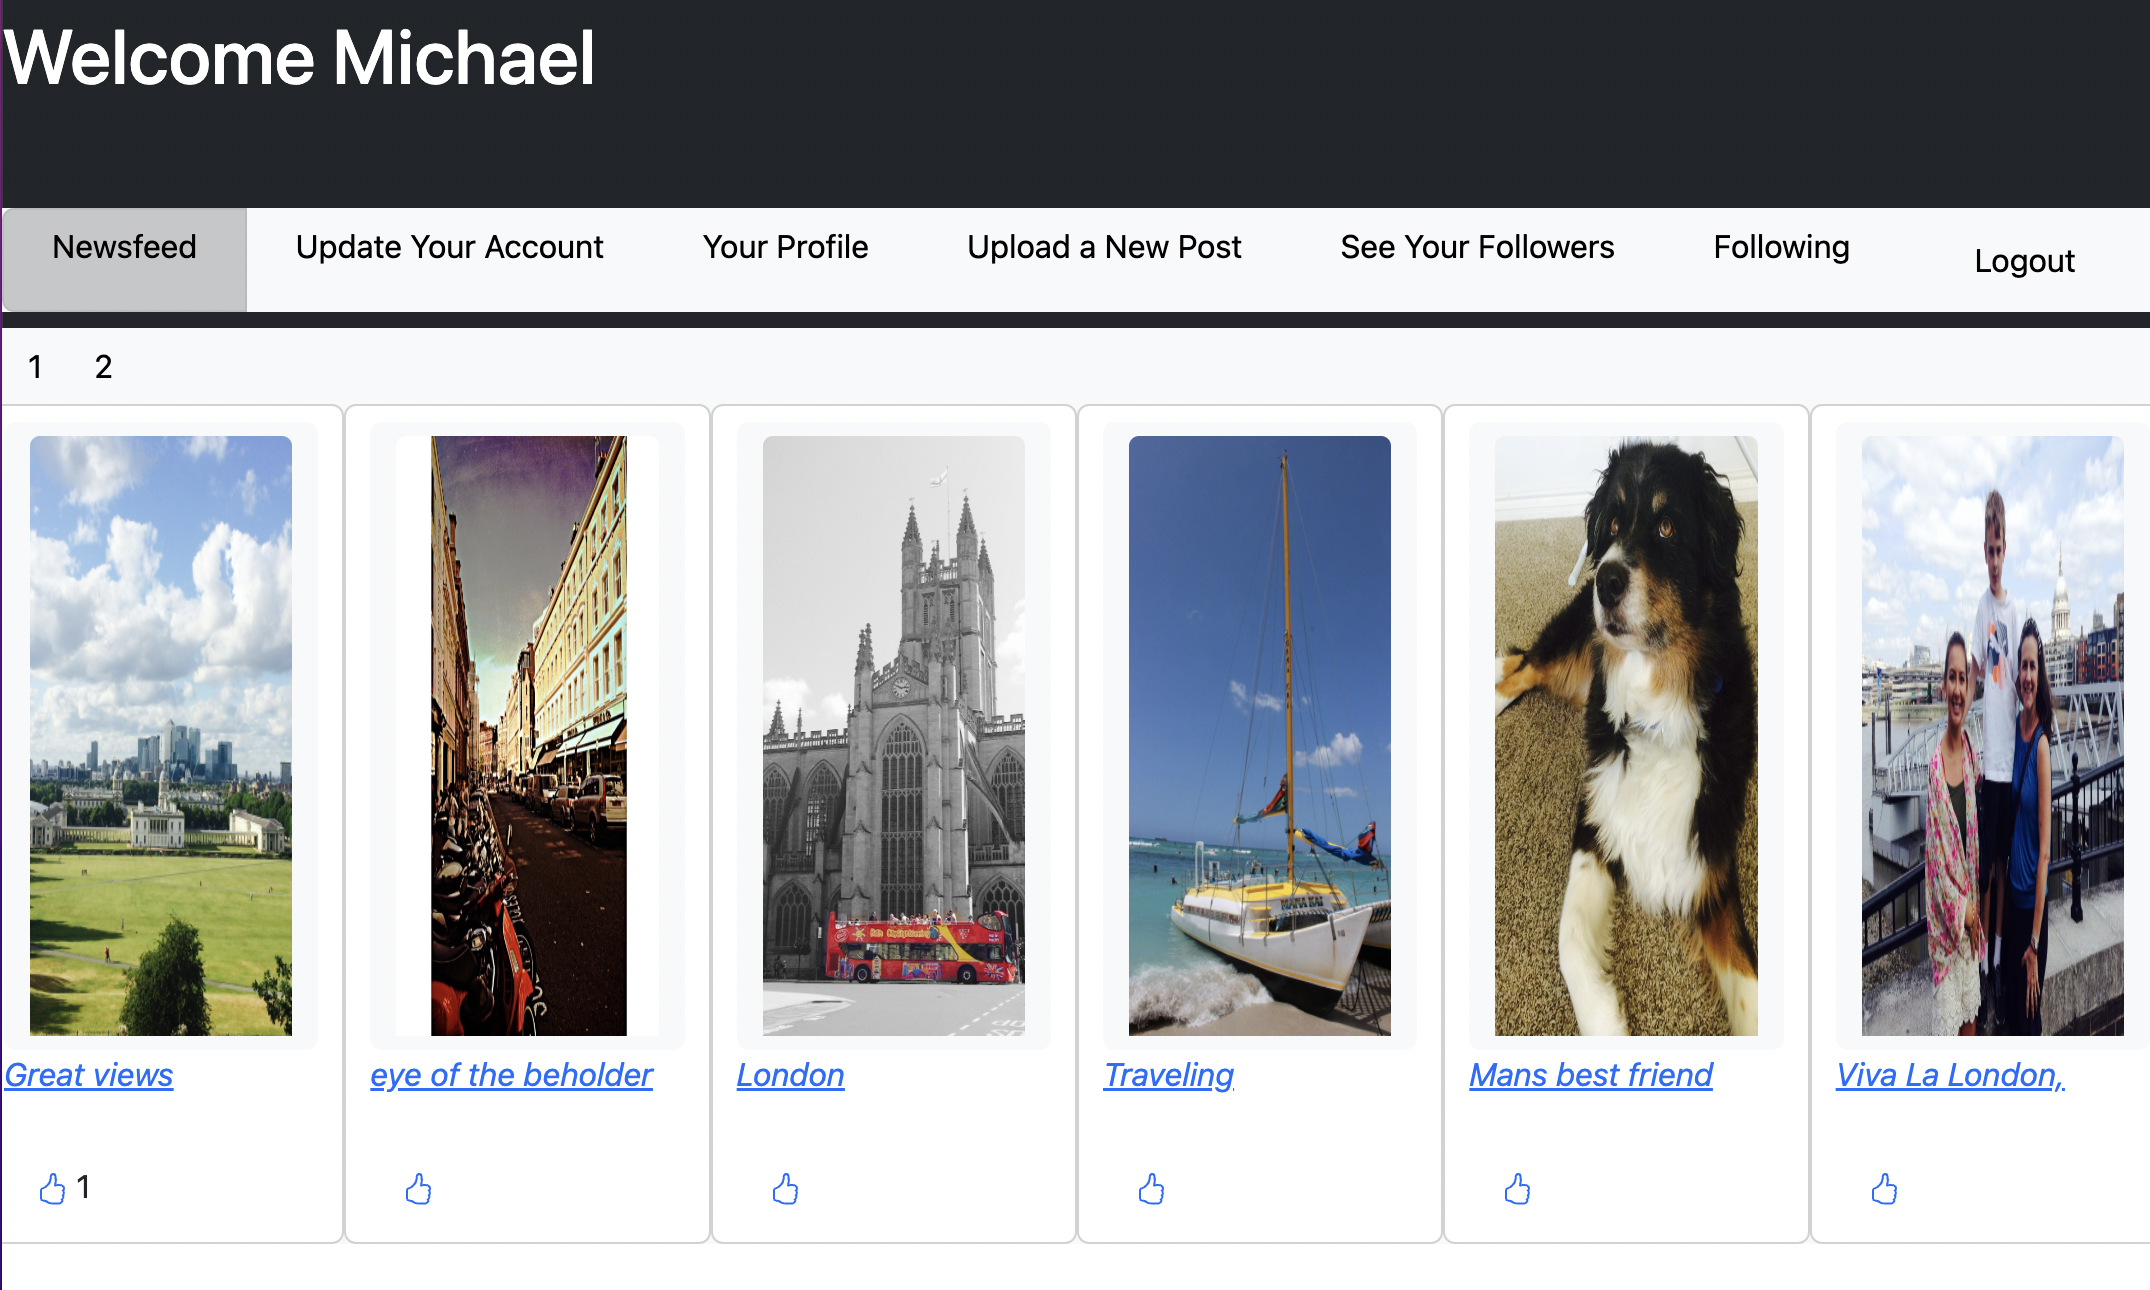 Welcome Michael
Newsfeed Update Your Account Your Profile Upload a New Post See Your Followers Following Logout
1 2
Great views eye of the beholder London Traveling Mans best friend Viva La London,
1